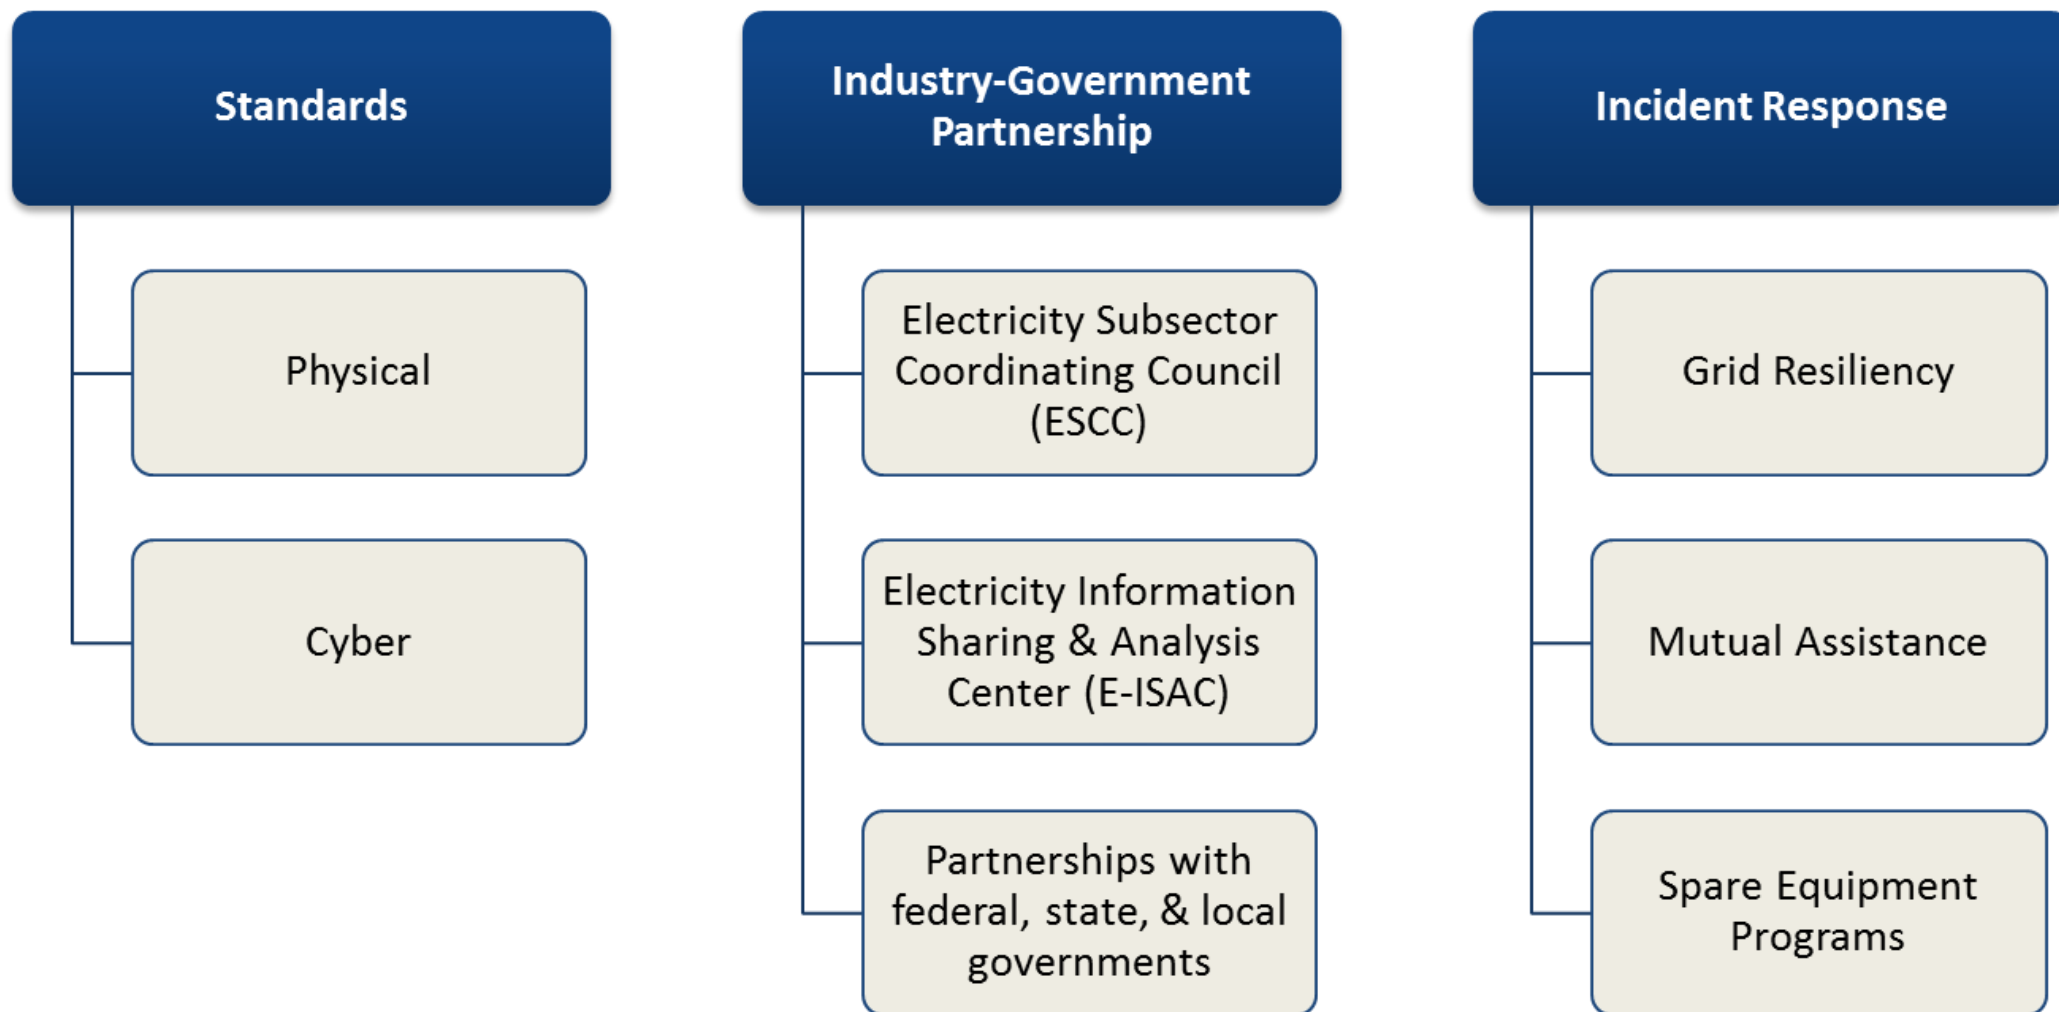 Standards
Physical
Cyber
Industry-Government
Partnership
Electricity Subsector
Coordinating Council
(ESCC)
Electricity Information
Sharing & Analysis
Center (E-ISAC)
Partnerships with
federal, state, & local
governments
Incident Response
Grid Resiliency
Mutual Assistance
Spare Equipment
Programs